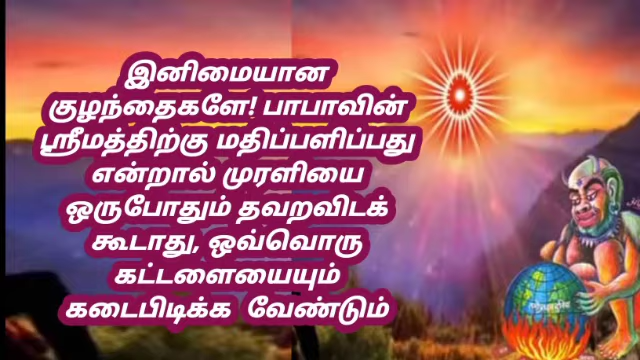 இனிமையான
குழந்தைகளே! பாபாவின்
ஸ்ரீமத்திற்கு மதிப்பளிப்பது
என்றால் முரளியை
ஒருபோதும் தவறவிடக்
கூடாது, ஒவ்வொரு
கட்டளையையும்
கடைபிடிக்க வேண்டும்